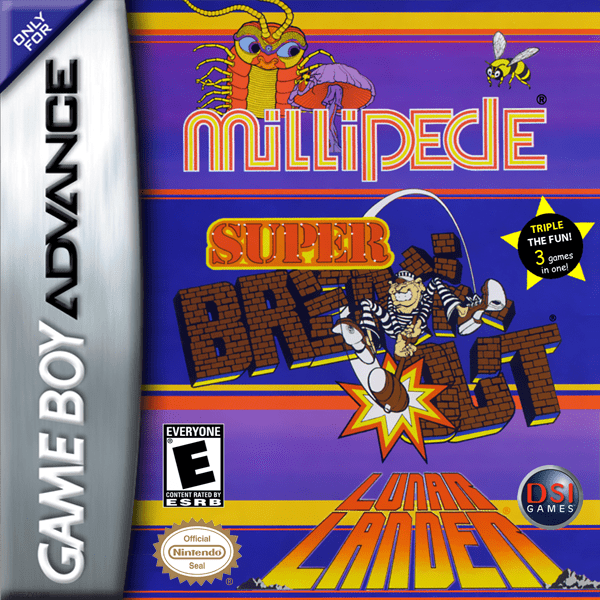 ONLY
FOR
GAME BOY ADVANCE
MILLIPEDE®
SUPER
BREAKOUT®
TRIPLE
THE FUN!
3 games
in one!
EVERYONE
E
®
CONTENT RATED BY
ESRB
Official
Nintendo
Seal
®
LUNAR
LANDER®
DSI
GAMES